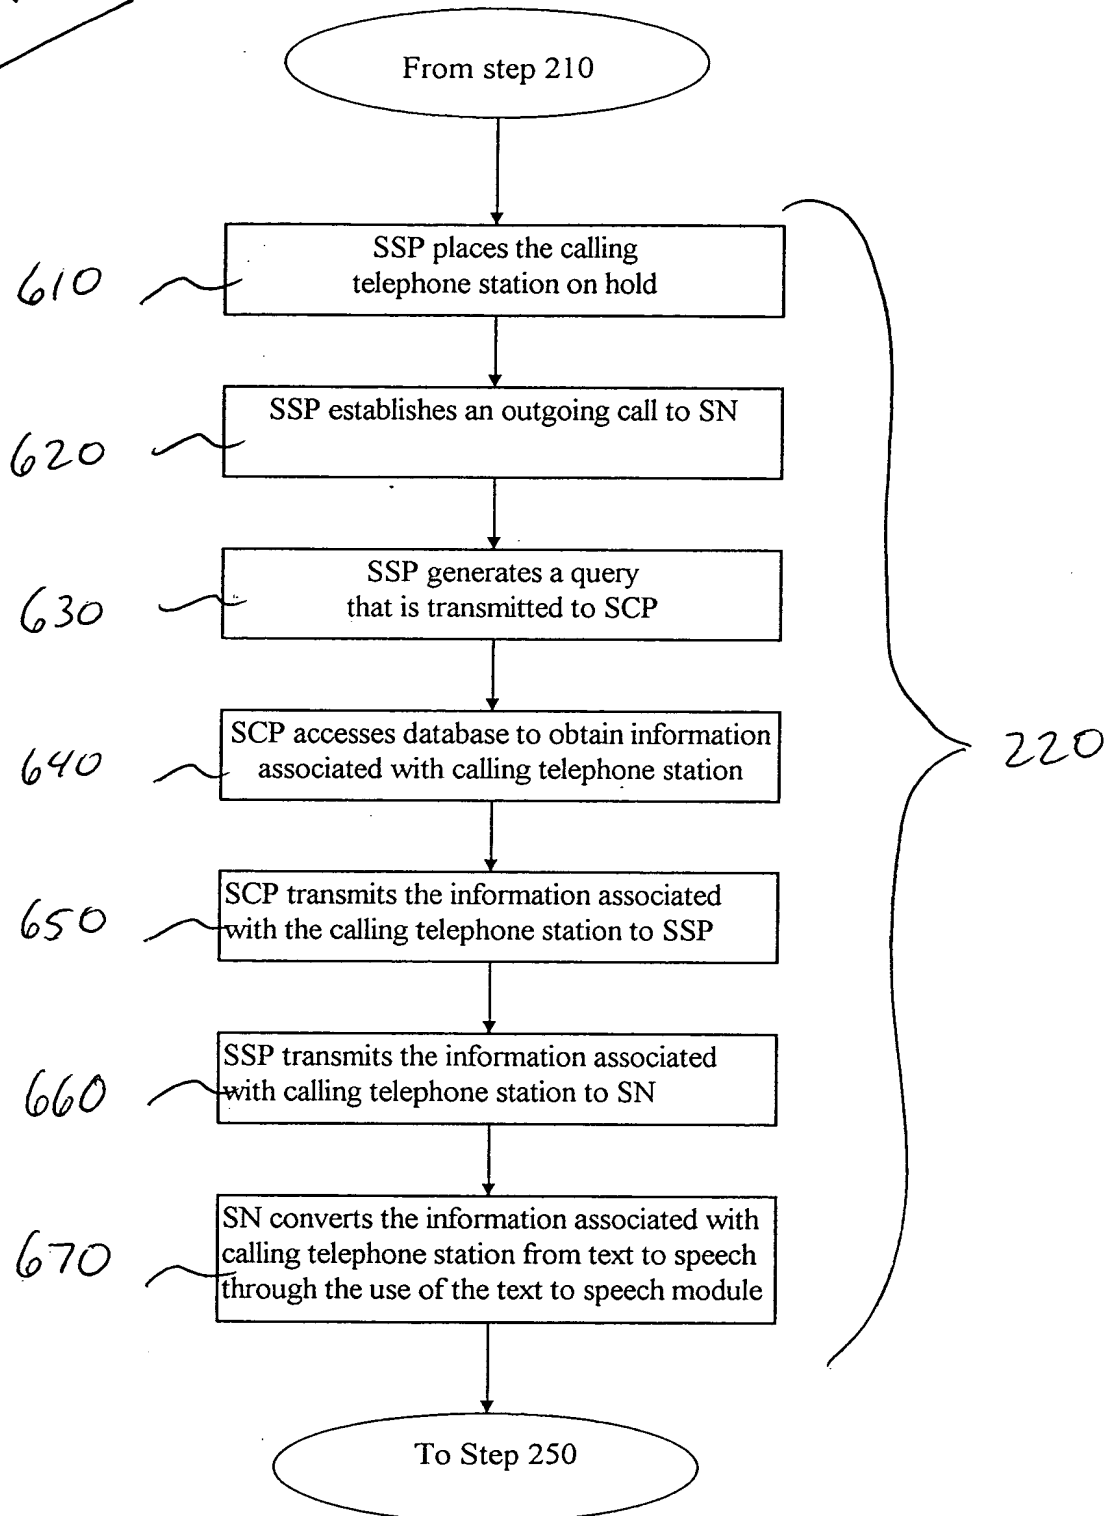 From step 210
SSP places the calling
telephone station on hold
610
SSP establishes an outgoing call to SN
620
SSP generates a query
that is transmitted to SCP
630
SCP accesses database to obtain information
associated with calling telephone station
640
220
SCP transmits the information associated
with the calling telephone station to SSP
650
SSP transmits the information associated
with calling telephone station to SN
660
SN converts the information associated with
calling telephone station from text to speech
through the use of the text to speech module
670
To Step 250